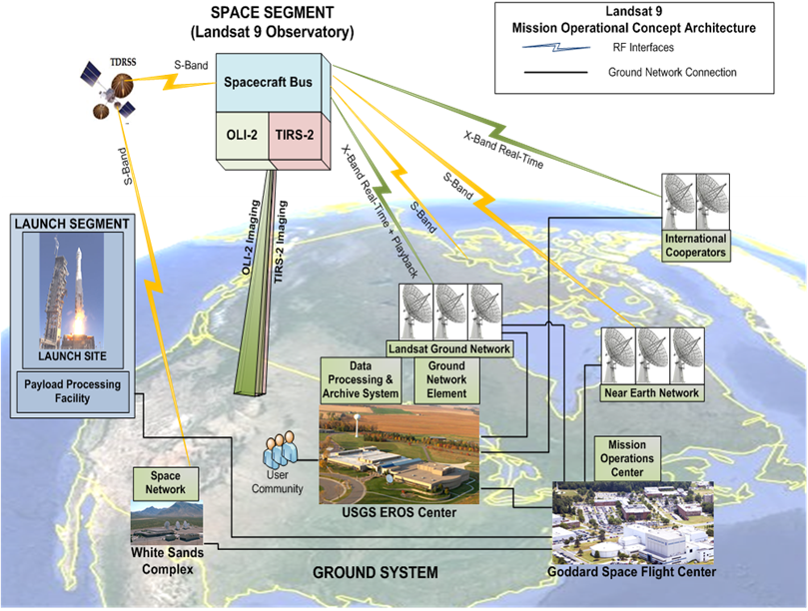 SPACE SEGMENT
(Landsat 9 Observatory)
Landsat 9
Mission Operational Concept Architecture
RF Interfaces
Ground Network Connection
TDRSS
S-Band
Spacecraft Bus
OLI-2
TIRS-2
X-Band Real-Time
S-Band
X-Band Real-Time + Playback
S-Band
S-Band
OLI-2 Imaging
TIRS-2 Imaging
LAUNCH SEGMENT
LAUNCH SITE
Payload Processing
Facility
International
Cooperators
Landsat Ground Network
Data
Processing &
Archive System
Ground
Network
Element
Near Earth Network
Mission
Operations
Center
User
Community
USGS EROS Center
Space
Network
White Sands
Complex
GROUND SYSTEM
Goddard Space Flight Center